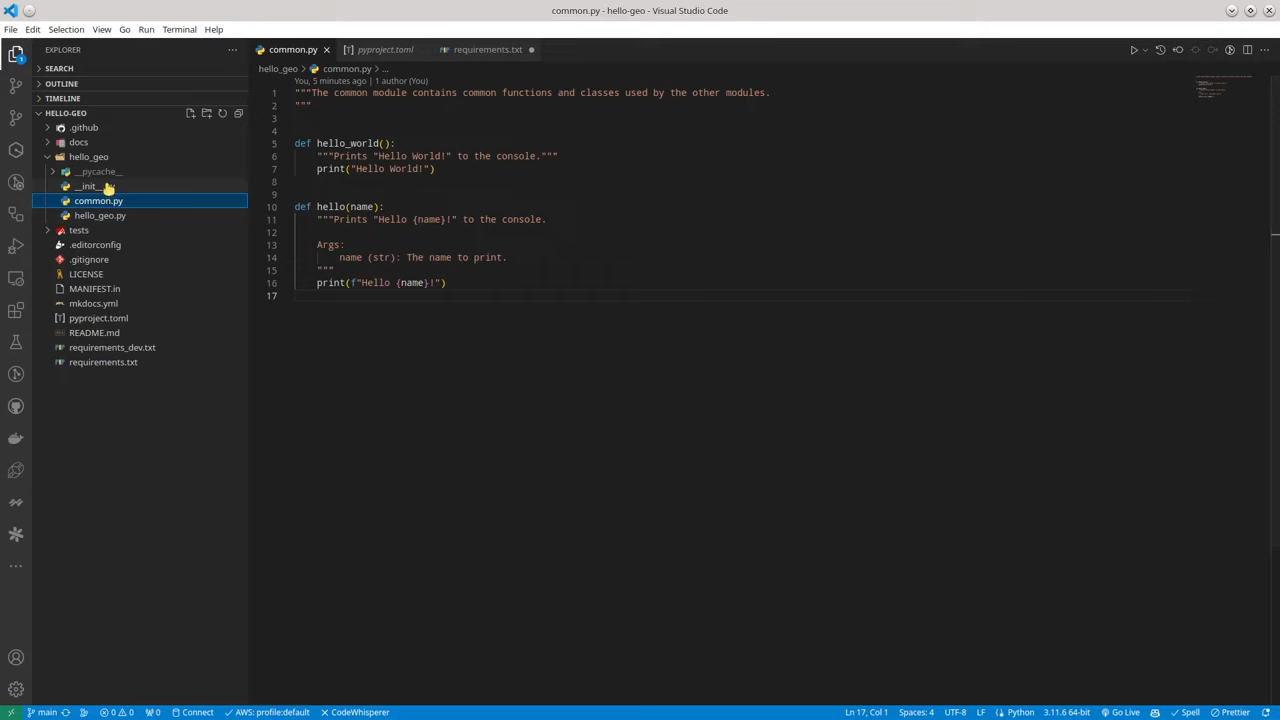 common.py - hello-geo - Visual Studio Code
File Edit Selection View Go Run Terminal Help
1
EXPLORER
SEARCH
OUTLINE
TIMELINE
HELLO-GEO
.github
docs
hello_geo
__pycache__
__init__
common.py
hello_geo.py
tests
.editorconfig
.gitignore
LICENSE
MANIFEST.in
mkdocs.yml
pyproject.toml
README.md
requirements_dev.txt
requirements.txt
common.py pyproject.toml requirements.txt
hello_geo > common.py > ...
You, 5 minutes ago | 1 author (You)
1 """The common module contains common functions and classes used by the other modules.
2 """
3
4
5 def hello_world():
6 """Prints "Hello World!" to the console."""
7 print("Hello World!")
8
9
10 def hello(name):
11 """Prints "Hello {name}!" to the console.
12
13 Args:
14 name (str): The name to print.
15 """
16 print(f"Hello {name}!")
17
main 0 0 0 Connect AWS: profile:default CodeWhisperer Ln 17, Col 1 Spaces: 4 UTF-8 LF Python 3.11.6 64-bit Go Live Spell Prettier